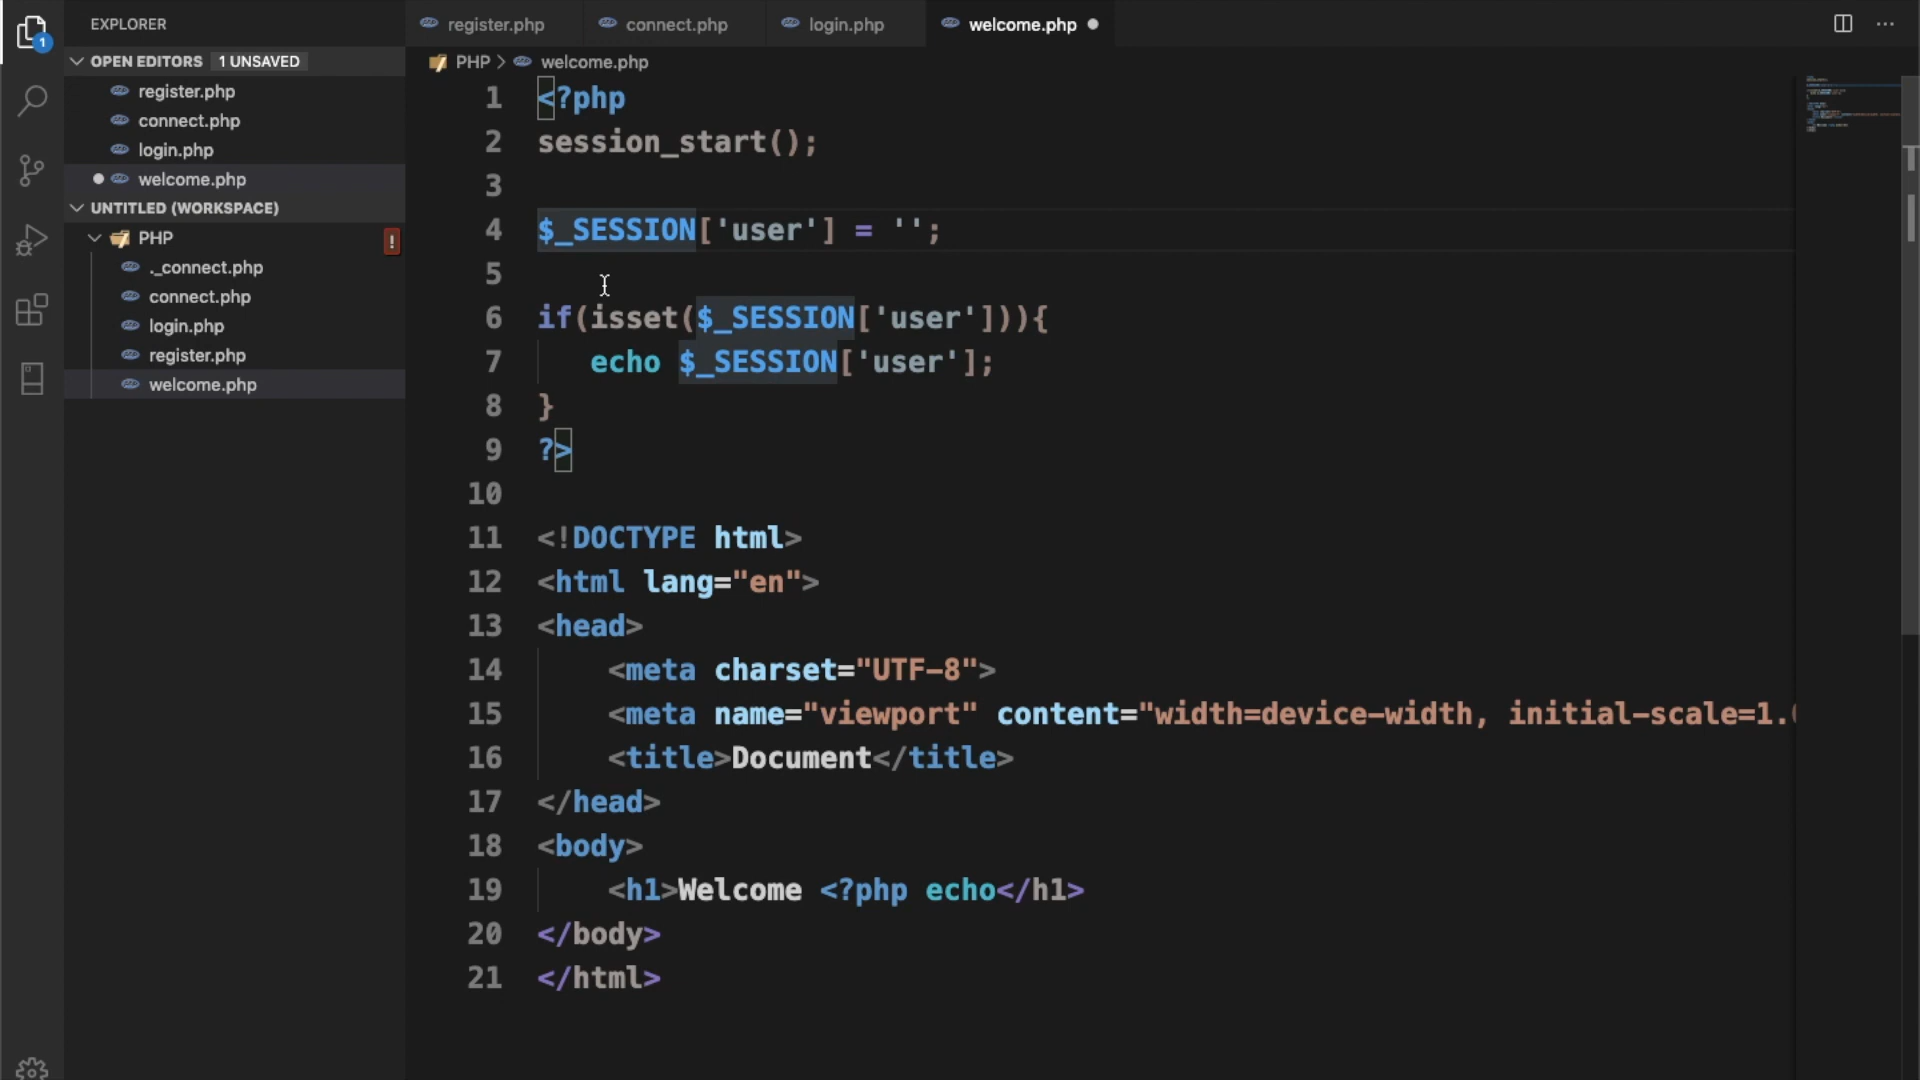 EXPLORER
OPEN EDITORS 1 UNSAVED
register.php
connect.php
login.php
welcome.php
UNTITLED (WORKSPACE)
PHP
!
._connect.php
connect.php
login.php
register.php
welcome.php
1
register.php
connect.php
login.php
welcome.php
PHP > welcome.php
1 <?php
2 session_start();
3
4 $_SESSION['user'] = '';
5
6 if(isset($_SESSION['user'])){
7 echo $_SESSION['user'];
8 }
9 ?>
10
11 <!DOCTYPE html>
12 <html lang="en">
13 <head>
14 <meta charset="UTF-8">
15 <meta name="viewport" content="width=device-width, initial-scale=1.
16 <title>Document</title>
17 </head>
18 <body>
19 <h1>Welcome <?php echo</h1>
20 </body>
21 </html>